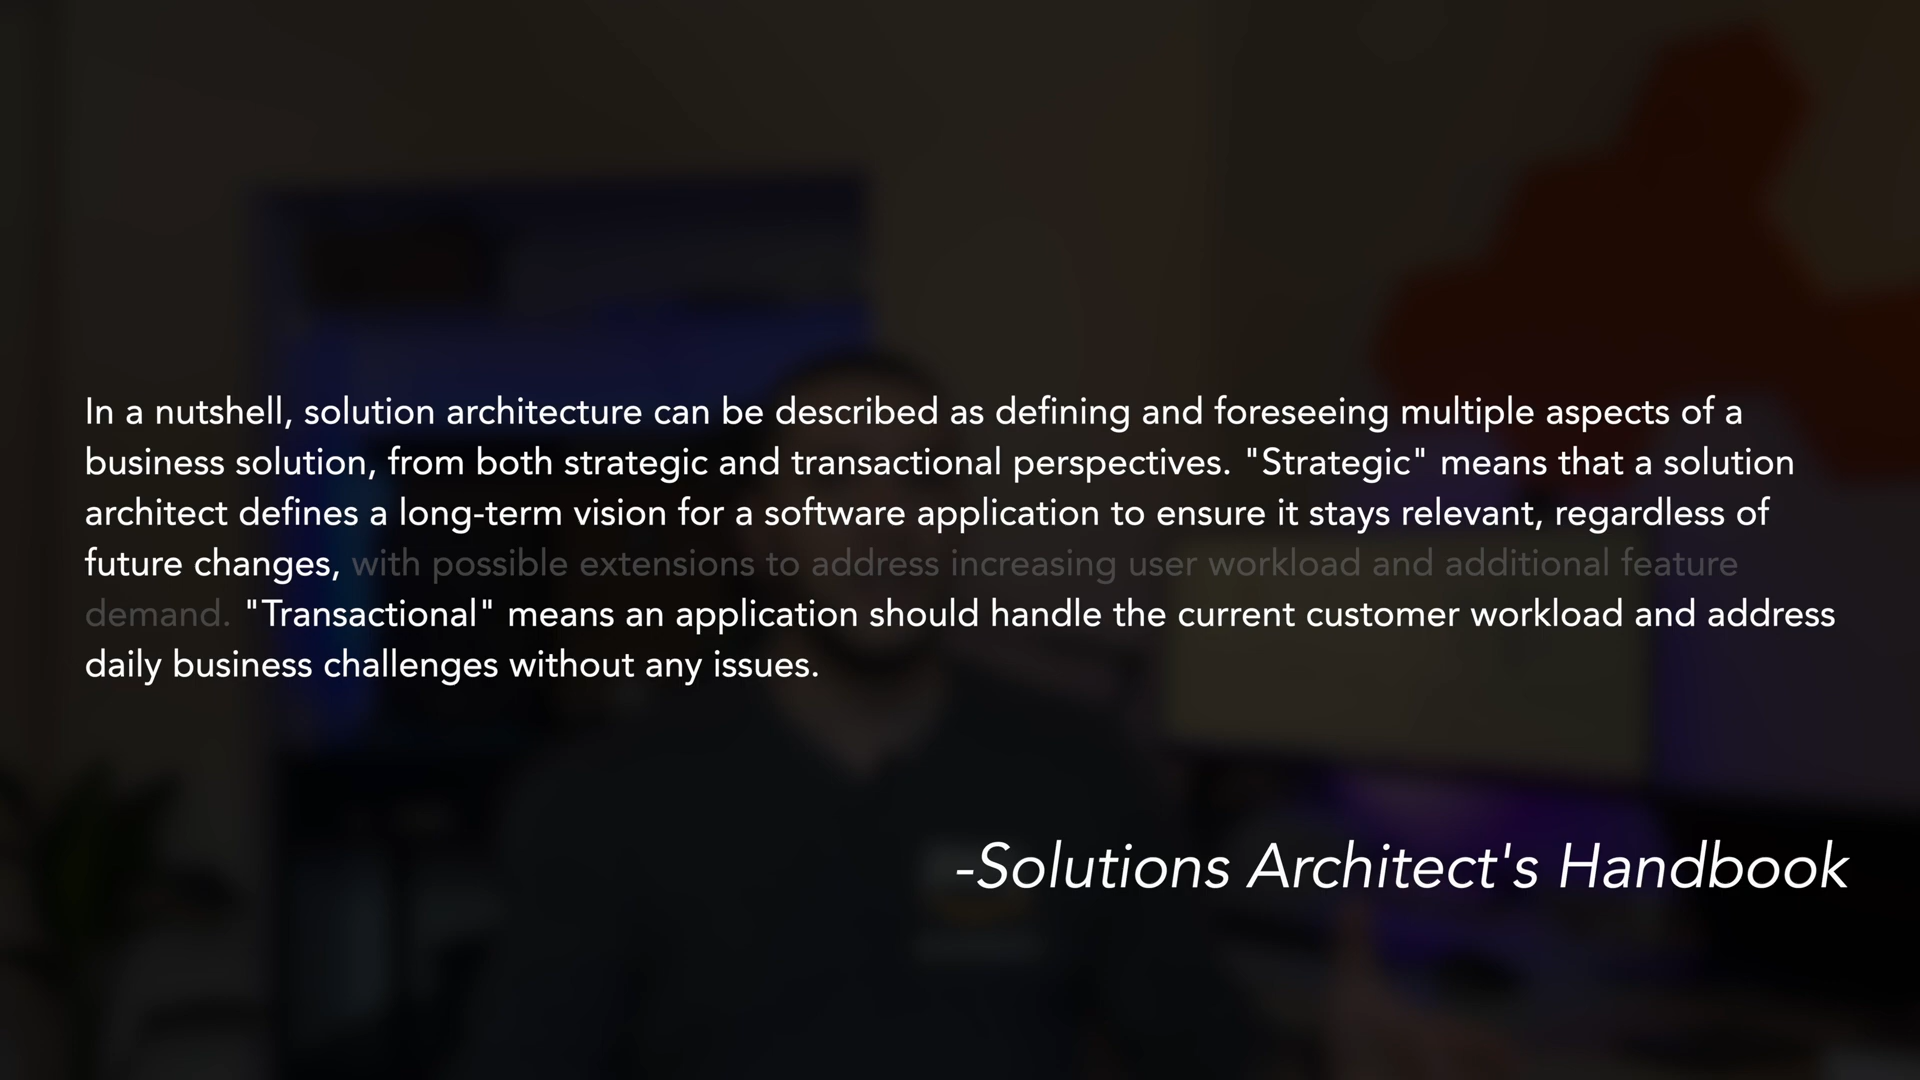 In a nutshell, solution architecture can be described as defining and foreseeing multiple aspects of a
business solution, from both strategic and transactional perspectives. "Strategic" means that a solution
architect defines a long-term vision for a software application to ensure it stays relevant, regardless of
future changes, with possible extensions to address increasing user workload and additional feature
demand. "Transactional" means an application should handle the current customer workload and address
daily business challenges without any issues.
-Solutions Architect's Handbook